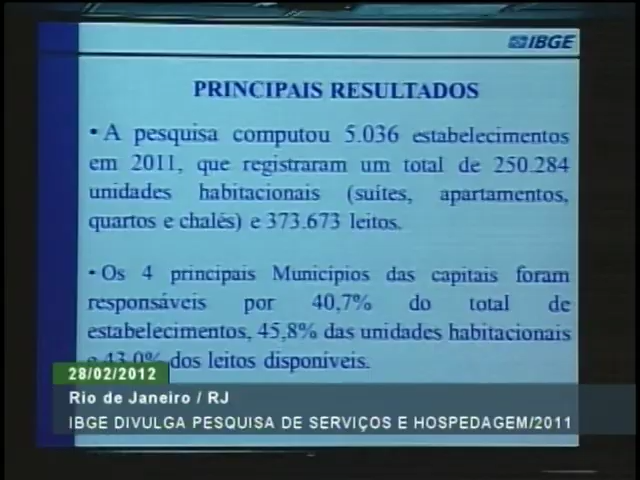 IBGE
PRINCIPAIS RESULTADOS
• A pesquisa computou 5.036 estabelecimentos
em 2011, que registraram um total de 250.284
unidades habitacionais (suítes, apartamentos,
quartos e chalés) e 373.673 leitos.
• Os 4 principais Municípios das capitais foram
responsáveis por 40,7% do total de
estabelecimentos, 45,8% das unidades habitacionais
e 43,0% dos leitos disponíveis.
28/02/2012
Rio de Janeiro / RJ
IBGE DIVULGA PESQUISA DE SERVIÇOS E HOSPEDAGEM/2011